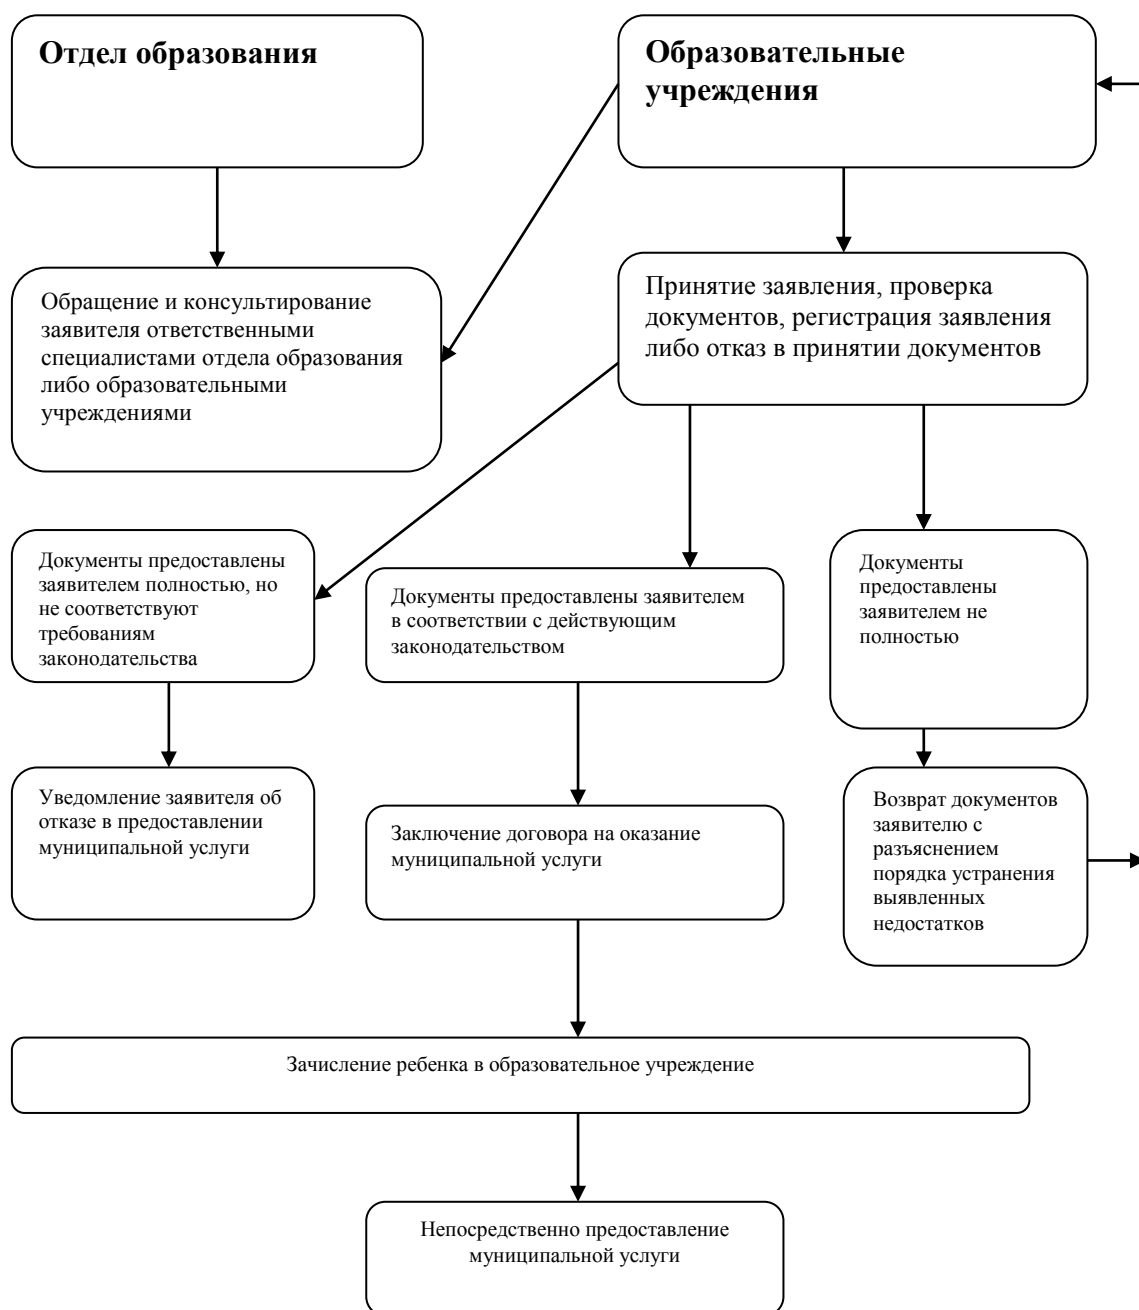 Отдел образования
Образовательные
учреждения
Обращение и консультирование
заявителя ответственными
специалистами отдела образования
либо образовательными
учреждениями
Принятие заявления, проверка
документов, регистрация заявления
либо отказ в принятии документов
Документы предоставлены
заявителем полностью, но
не соответствуют
требованиям
законодательства
Документы предоставлены заявителем
в соответствии с действующим
законодательством
Документы
предоставлены
заявителем не
полностью
Уведомление заявителя об
отказе в предоставлении
муниципальной услуги
Заключение договора на оказание
муниципальной услуги
Возврат документов
заявителю с
разъяснением
порядка устранения
выявленных
недостатков
Зачисление ребенка в образовательное учреждение
Непосредственно предоставление
муниципальной услуги